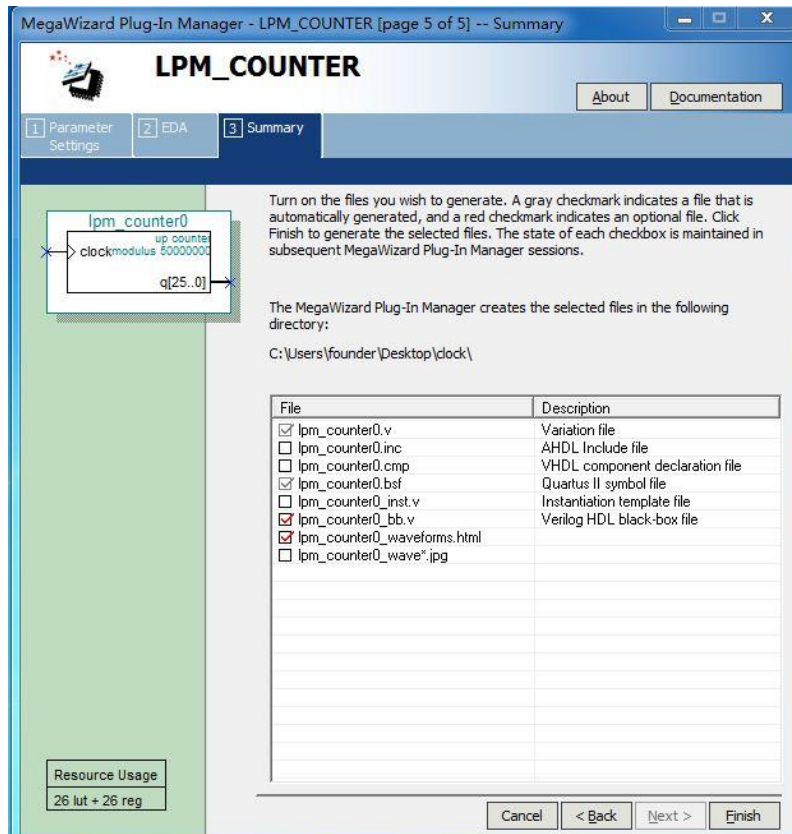 MegaWizard Plug-In Manager - LPM_COUNTER [page 5 of 5] -- Summary
LPM_COUNTER
About
Documentation
1 Parameter Settings
2 EDA
3 Summary
lpm_counter0
up counter
clock modulus 50000000
q[25..0]
Turn on the files you wish to generate. A gray checkmark indicates a file that is
automatically generated, and a red checkmark indicates an optional file. Click
Finish to generate the selected files. The state of each checkbox is maintained in
subsequent MegaWizard Plug-In Manager sessions.
The MegaWizard Plug-In Manager creates the selected files in the following
directory:
C:\Users\founder\Desktop\clock\
File Description
lpm_counter0.v Variation file
lpm_counter0.inc AHDL Include file
lpm_counter0.cmp VHDL component declaration file
lpm_counter0.bsf Quartus II symbol file
lpm_counter0_inst.v Instantiation template file
lpm_counter0_bb.v Verilog HDL black-box file
lpm_counter0_waveforms.html
lpm_counter0_wave*.jpg
Resource Usage
26 lut + 26 reg
Cancel
< Back
Next >
Finish